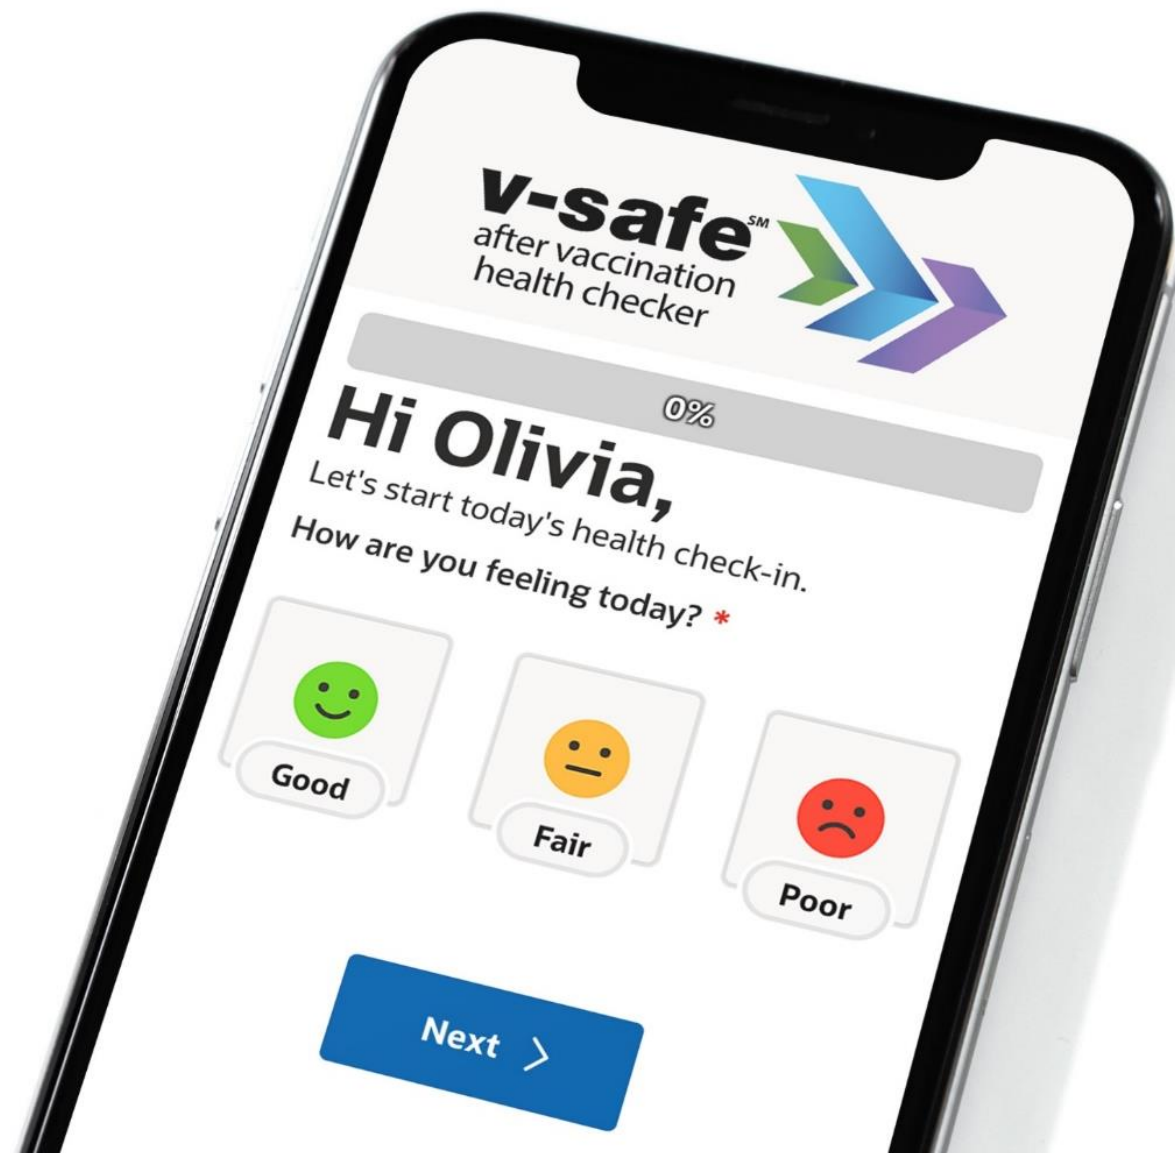 v-safe℠
after vaccination
health checker
0%
Hi Olivia,
Let's start today's health check-in.
How are you feeling today? *
Good
Fair
Poor
Next >